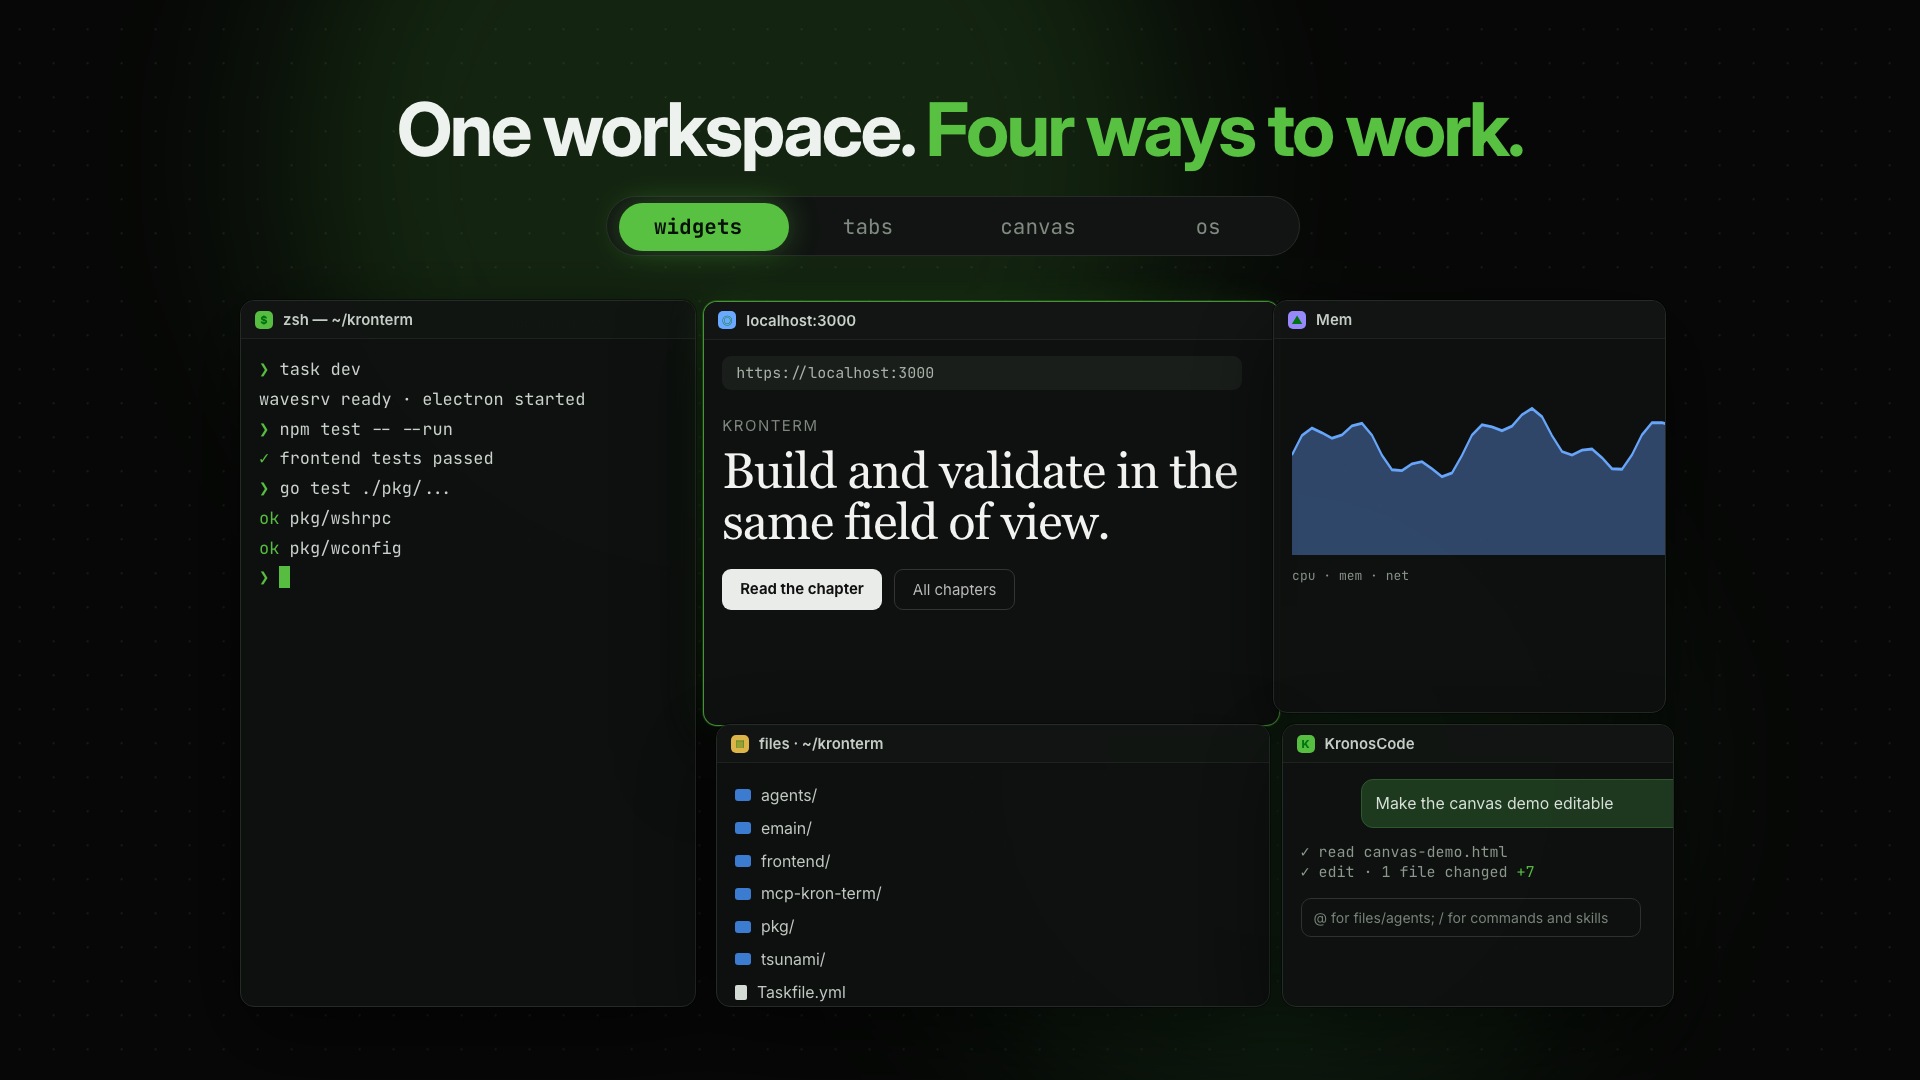 One workspace. Four ways to work.
widgets
tabs
canvas
os
$ zsh — ~/kronterm
❯ task dev
wavesrv ready · electron started
❯ npm test -- --run
✓ frontend tests passed
❯ go test ./pkg/...
ok pkg/wshrpc
ok pkg/wconfig
❯
localhost:3000
https://localhost:3000
KRONTERM
Build and validate in the
same field of view.
Read the chapter
All chapters
Mem
cpu · mem · net
files · ~/kronterm
agents/
emain/
frontend/
mcp-kron-term/
pkg/
tsunami/
Taskfile.yml
K KronosCode
Make the canvas demo editable
✓ read canvas-demo.html
✓ edit · 1 file changed +7
@ for files/agents; / for commands and skills